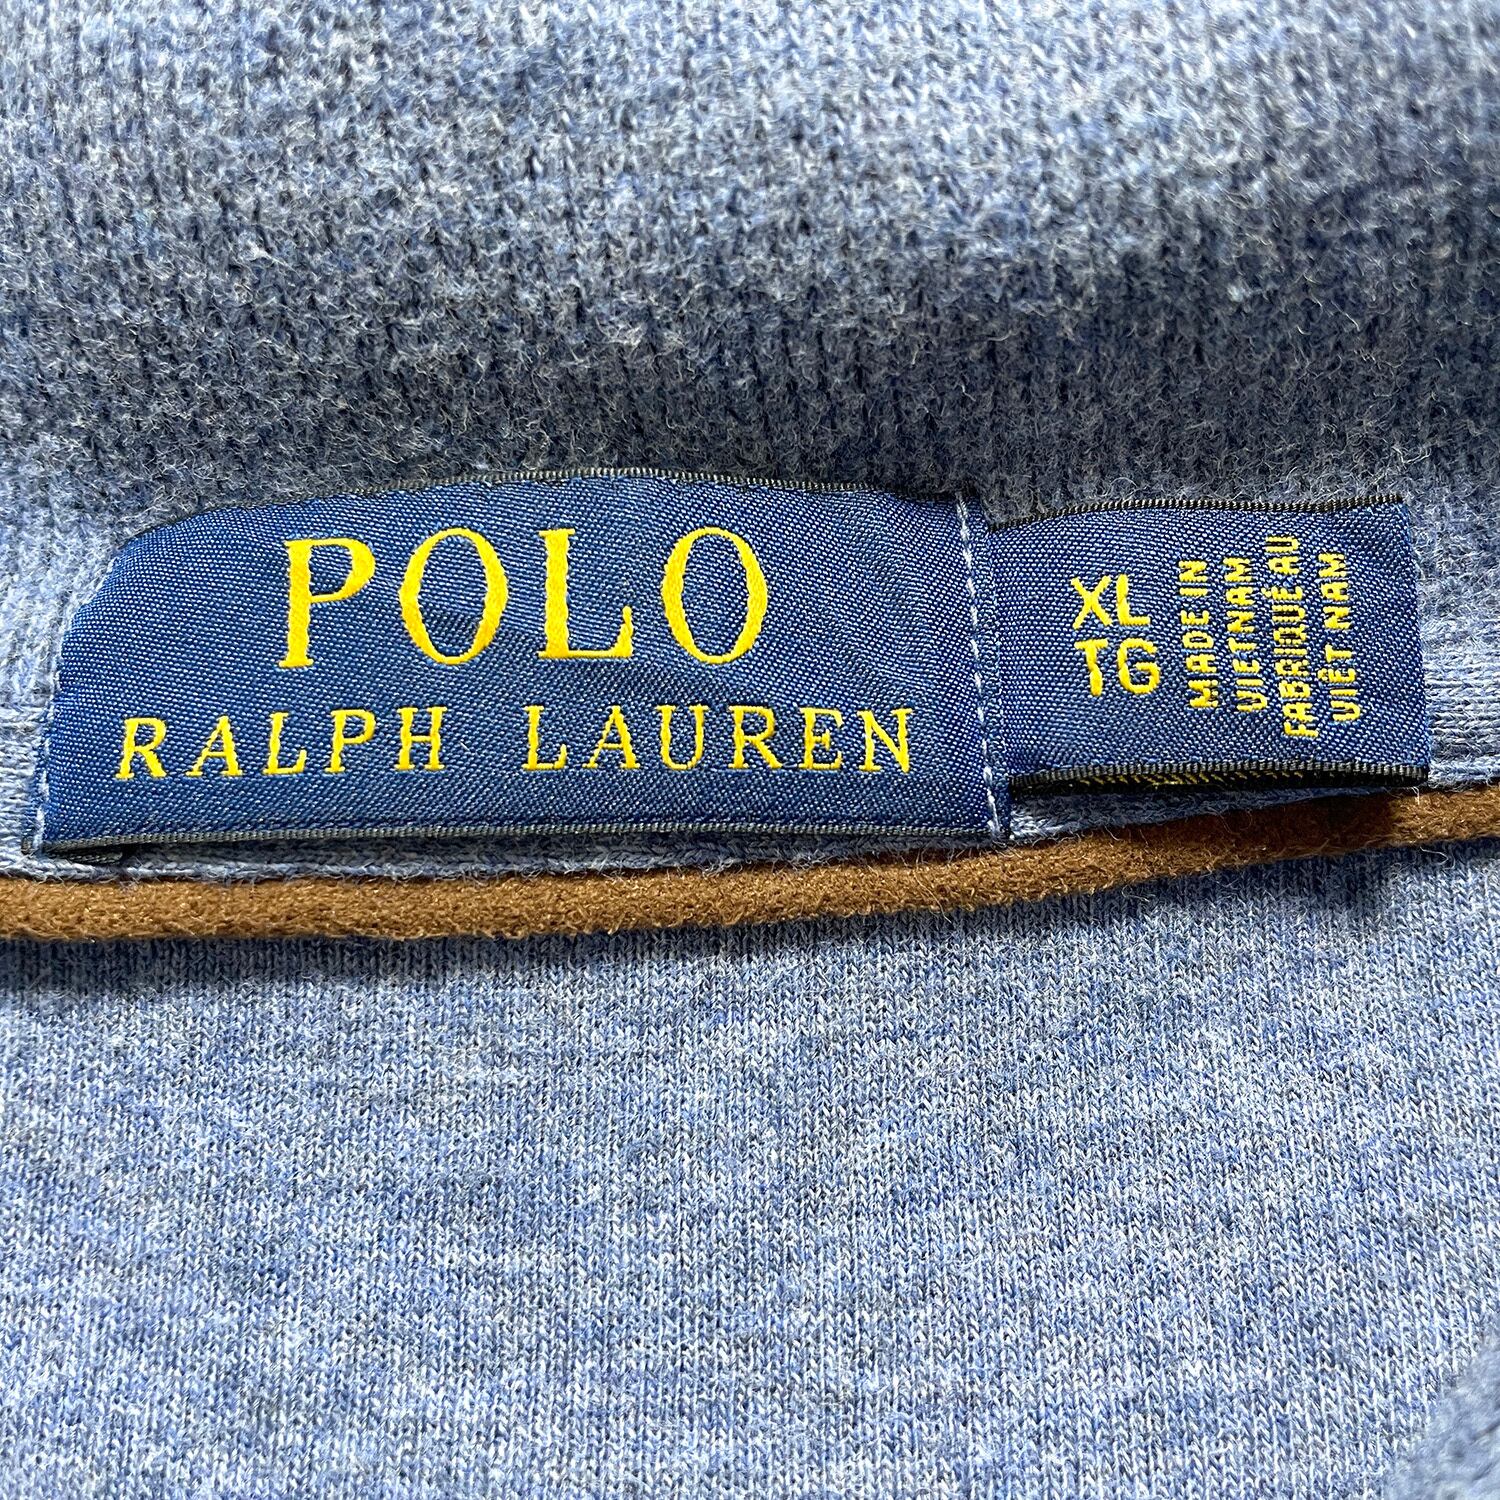 POLO
RALPH LAUREN
XL
TG
MADE IN
VIETNAM
FABRIQUÉ AU
VIÊT NAM